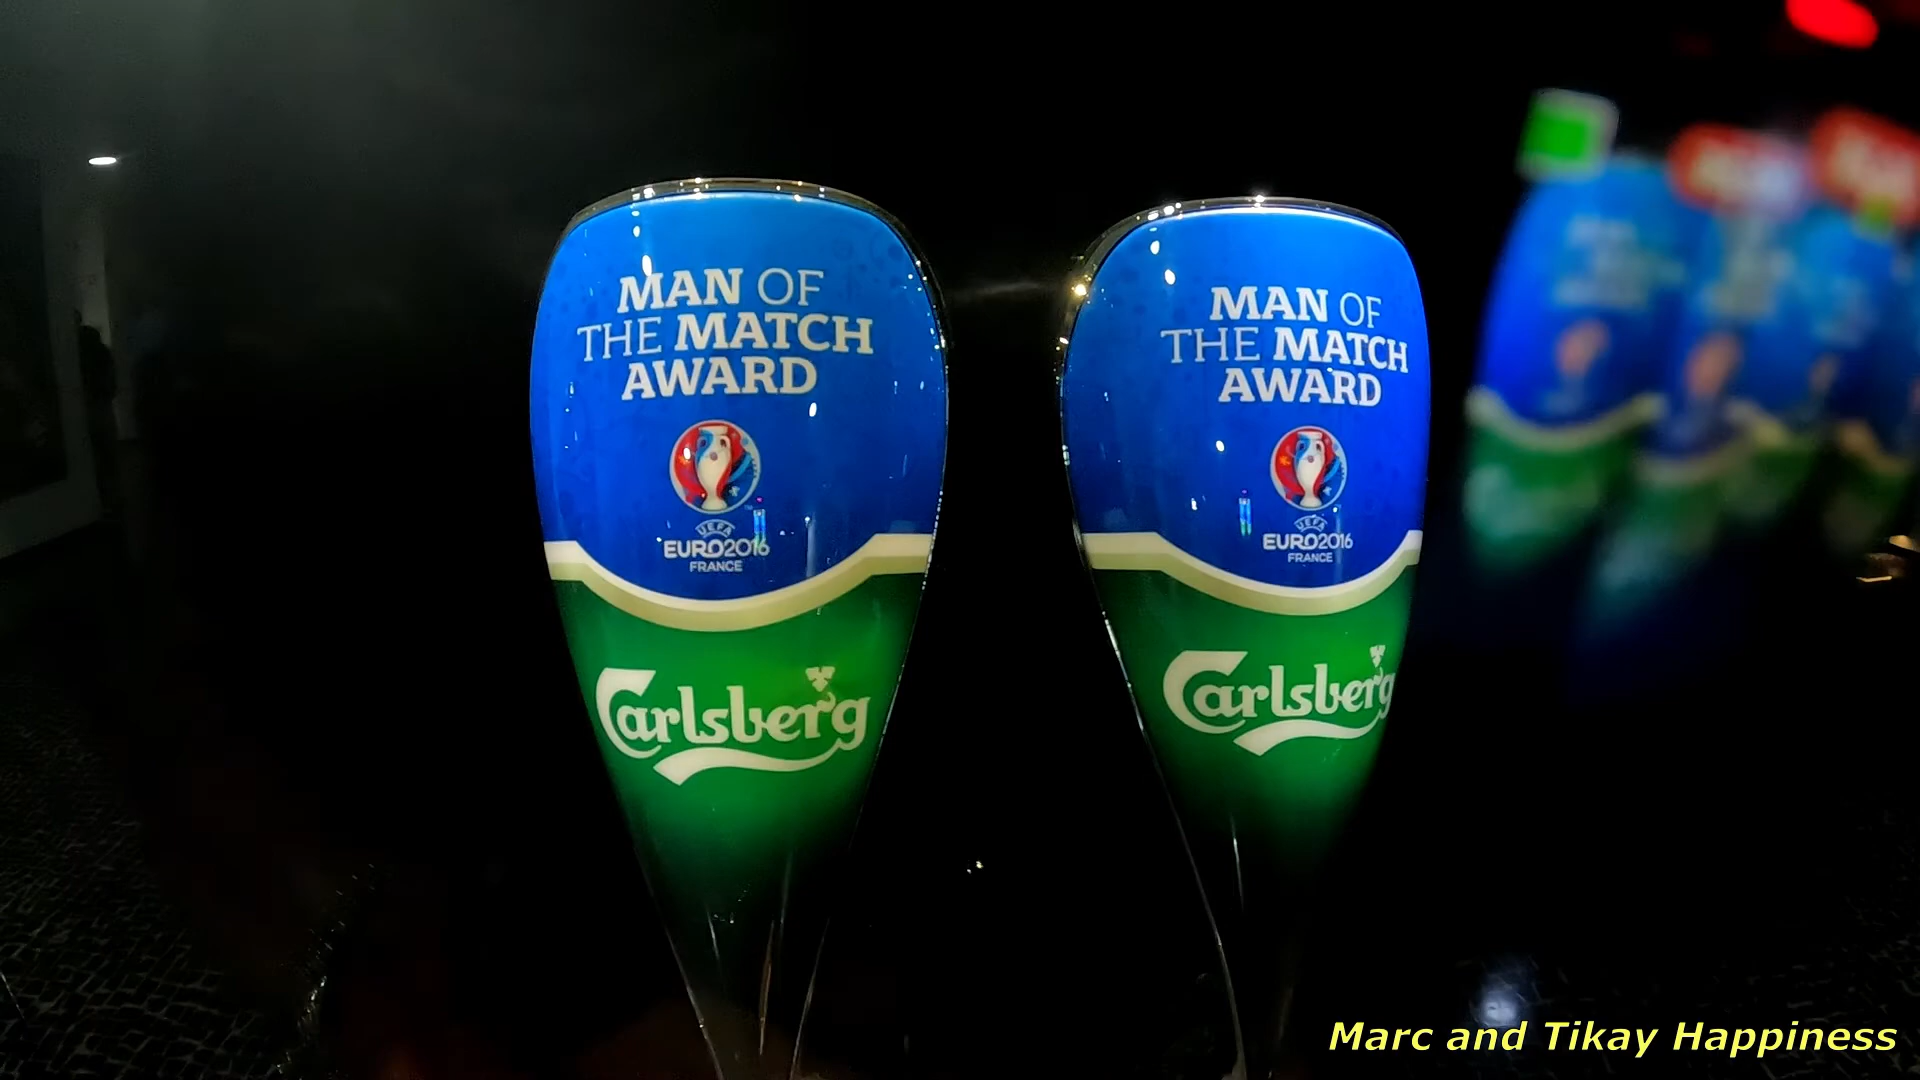 MAN OF
THE MATCH
AWARD
UEFA
EURO2016
FRANCE
Carlsberg
MAN OF
THE MATCH
AWARD
UEFA
EURO2016
FRANCE
Carlsberg
Marc and Tikay Happiness